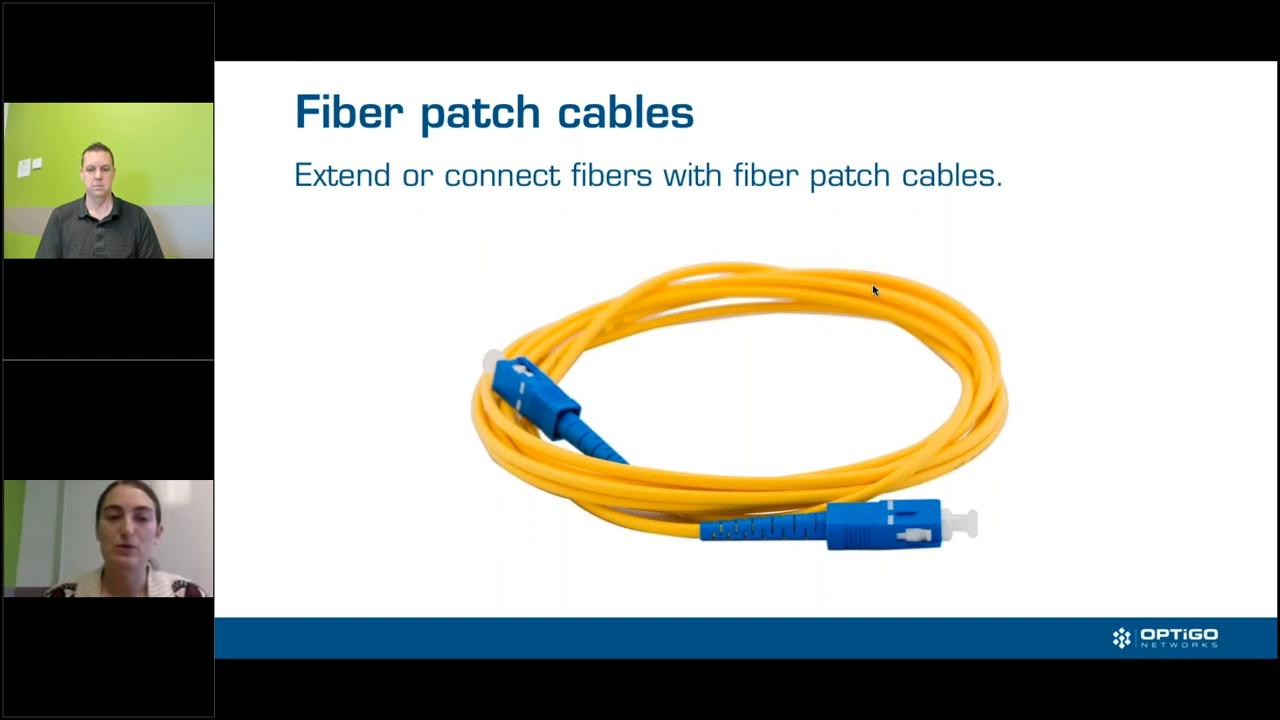 Fiber patch cables
Extend or connect fibers with fiber patch cables.
OPTiGO
NETWORKS